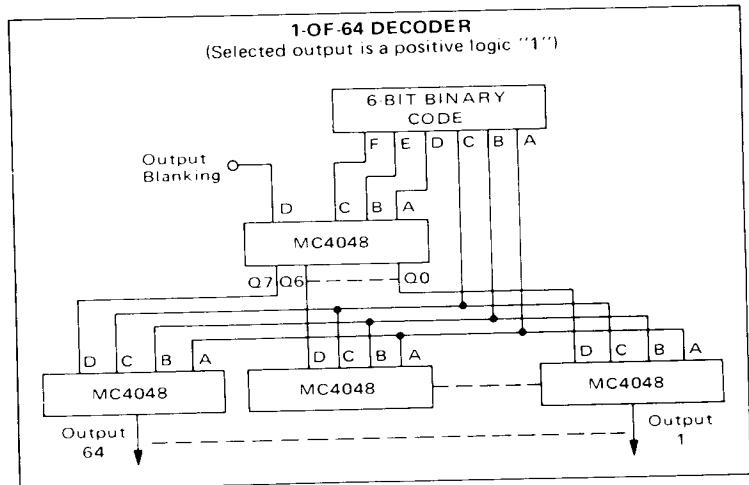 1-OF-64 DECODER
(Selected output is a positive logic "1")
6-BIT BINARY
CODE
F E D C B A
Output
Blanking
D C B A
MC4048
Q7 Q6 Q0
D C B A D C B A D C B A
MC4048 MC4048 MC4048
Output
64
Output
1